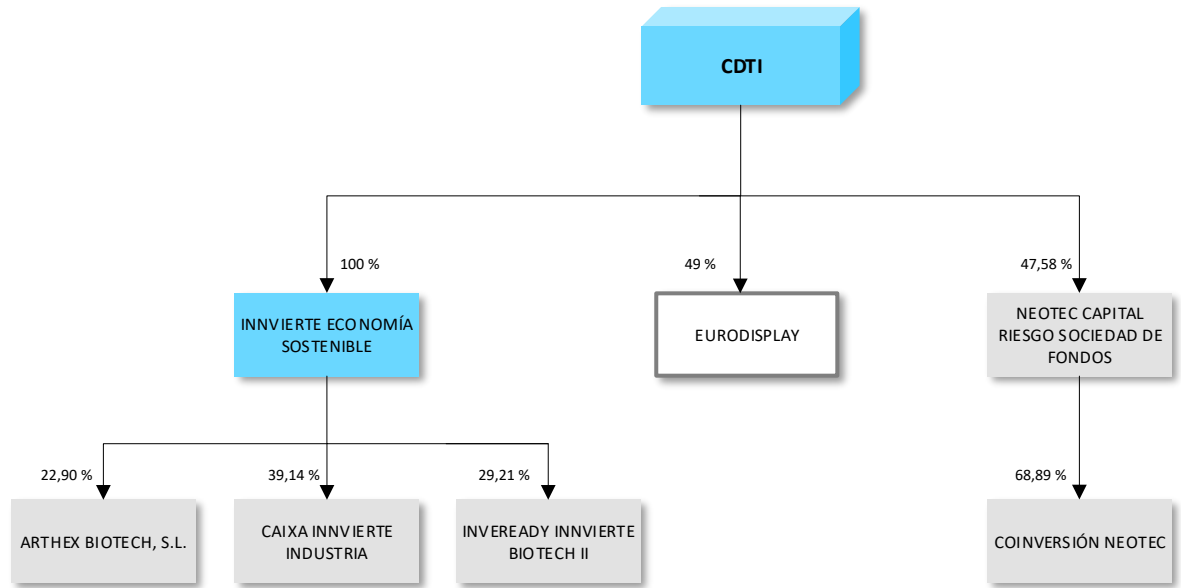 CDTI
100 %
49 %
47,58 %
INNVIERTE ECONOMÍA
SOSTENIBLE
EURODISPLAY
NEOTEC CAPITAL
RIESGO SOCIEDAD DE
FONDOS
22,90 %
39,14 %
29,21 %
68,89 %
ARTHEX BIOTECH, S.L.
CAIXA INNVIERTE
INDUSTRIA
INVEREADY INNVIERTE
BIOTECH II
COINVERSIÓN NEOTEC